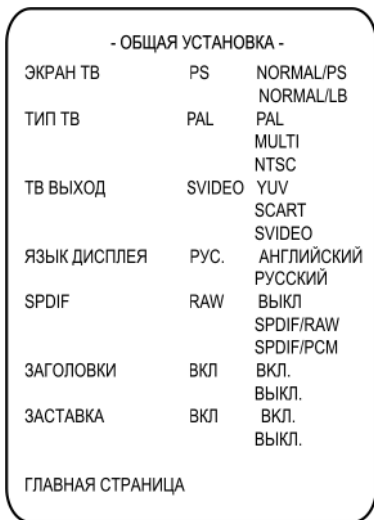 - ОБЩАЯ УСТАНОВКА -
ЭКРАН ТВ PS NORMAL/PS
NORMAL/LB
ТИП ТВ PAL PAL
MULTI
NTSC
ТВ ВЫХОД SVIDEO YUV
SCART
SVIDEO
ЯЗЫК ДИСПЛЕЯ РУС. АНГЛИЙСКИЙ
РУССКИЙ
SPDIF RAW ВЫКЛ
SPDIF/RAW
SPDIF/PCM
ЗАГОЛОВКИ ВКЛ ВКЛ.
ВЫКЛ.
ЗАСТАВКА ВКЛ ВКЛ.
ВЫКЛ.
ГЛАВНАЯ СТРАНИЦА